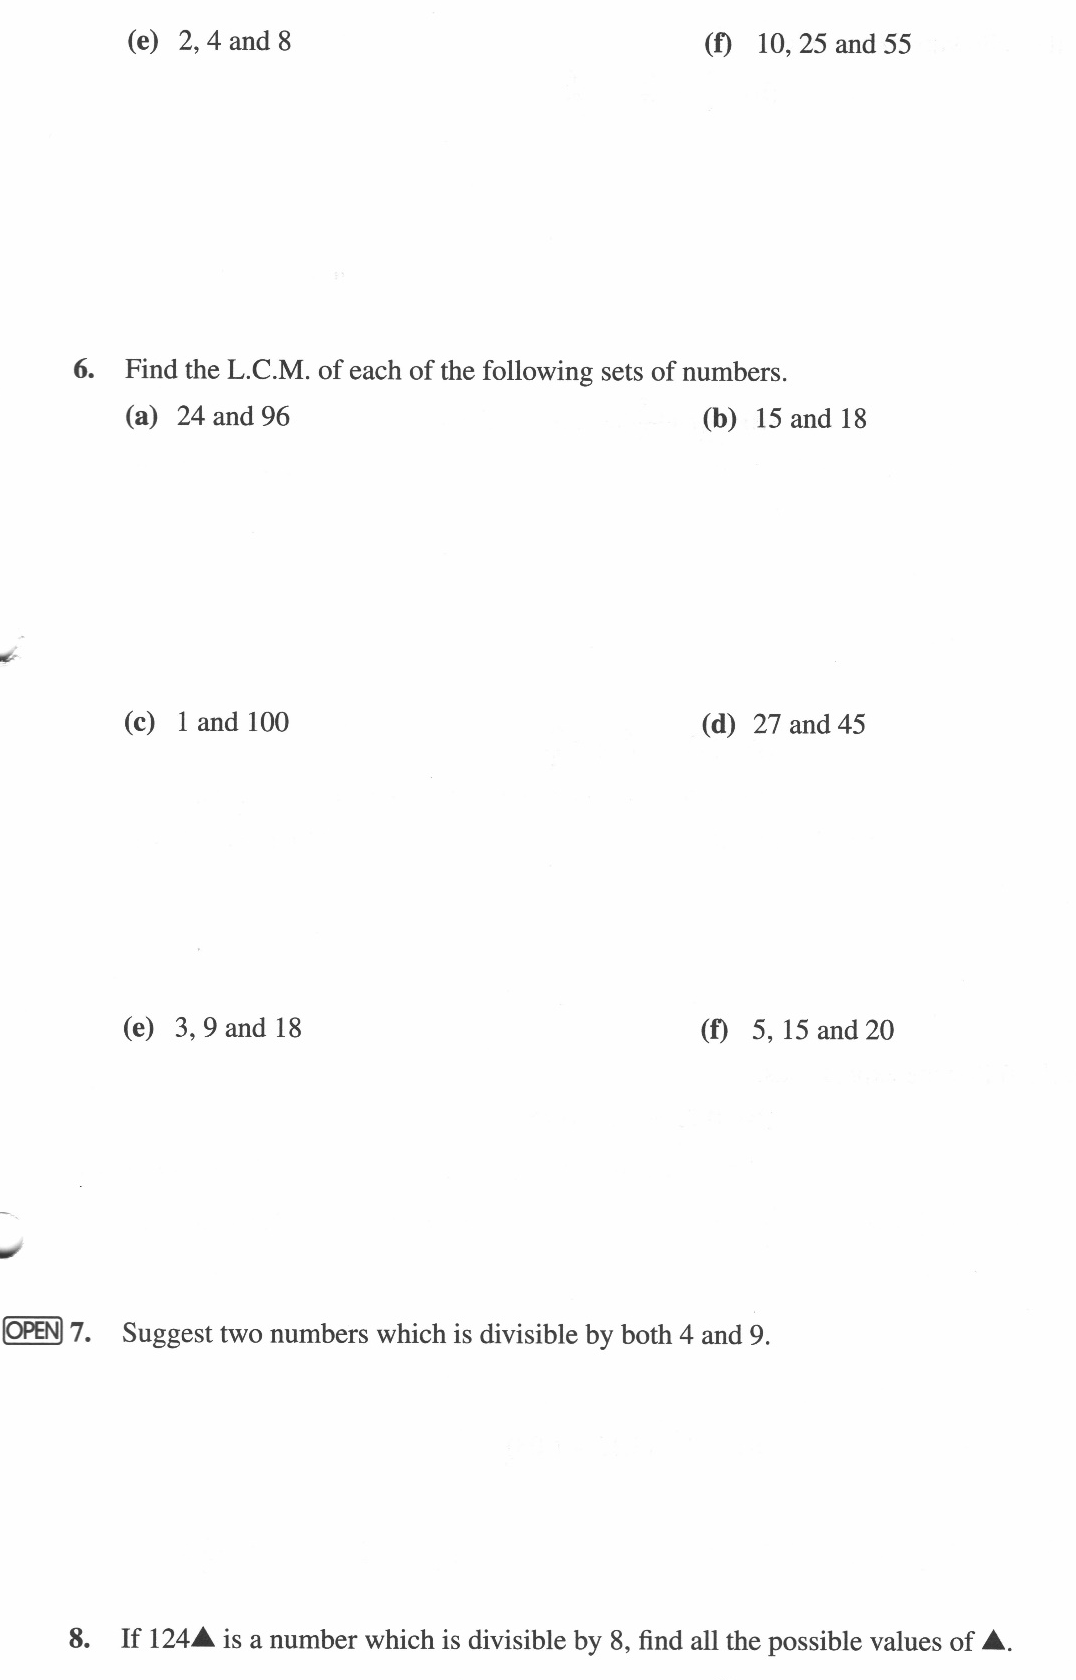 (e) 2, 4 and 8 (f) 10, 25 and 55
6. Find the L.C.M. of each of the following sets of numbers.
(a) 24 and 96 (b) 15 and 18
(c) 1 and 100 (d) 27 and 45
(e) 3, 9 and 18 (f) 5, 15 and 20
OPEN 7. Suggest two numbers which is divisible by both 4 and 9.
8. If 124▲ is a number which is divisible by 8, find all the possible values of ▲.